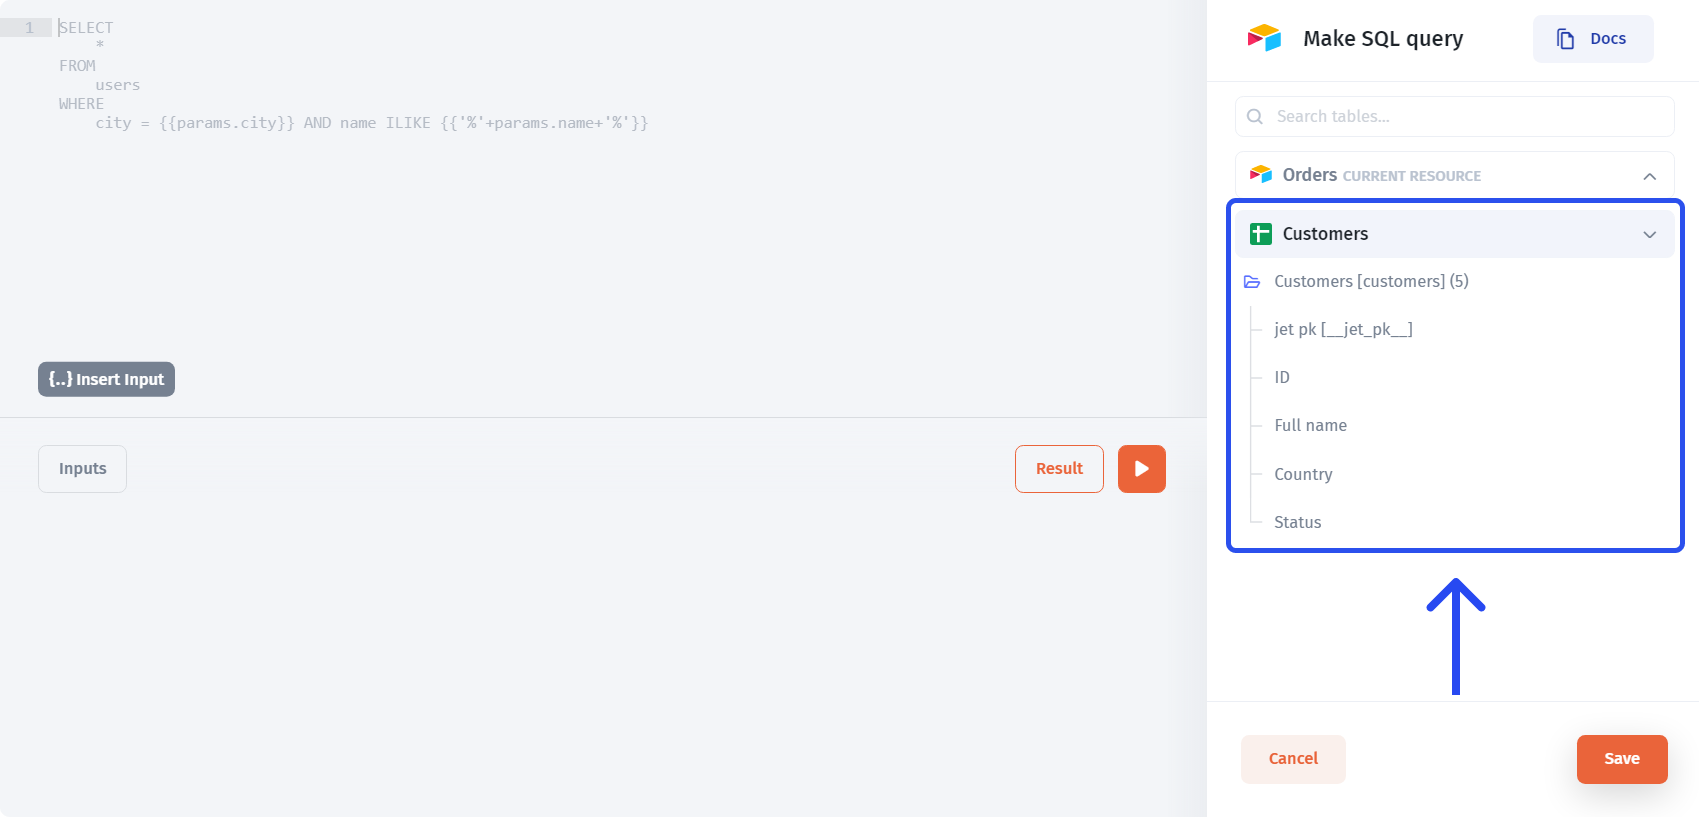 1 SELECT
*
FROM
users
WHERE
city = {{params.city}} AND name ILIKE {{'%'+params.name+'%'}}
{..} Insert Input
Inputs
Result
Make SQL query
Docs
Search tables...
Orders CURRENT RESOURCE
Customers
Customers [customers] (5)
jet pk [__jet_pk__]
ID
Full name
Country
Status
Cancel
Save